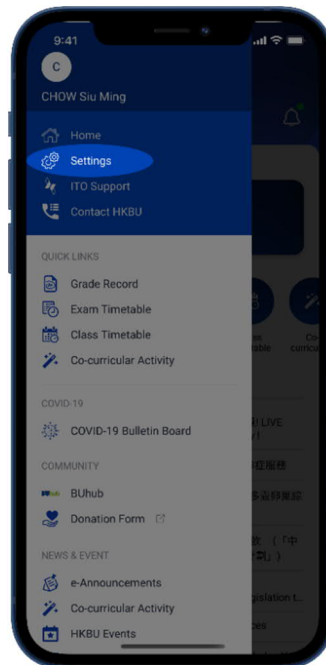 9:41
C
CHOW Siu Ming
Home
Settings
ITO Support
Contact HKBU
QUICK LINKS
Grade Record
Exam Timetable
Class Timetable
Co-curricular Activity
COVID-19
COVID-19 Bulletin Board
COMMUNITY
BUhub
Donation Form
NEWS & EVENT
e-Announcements
Co-curricular Activity
HKBU Events